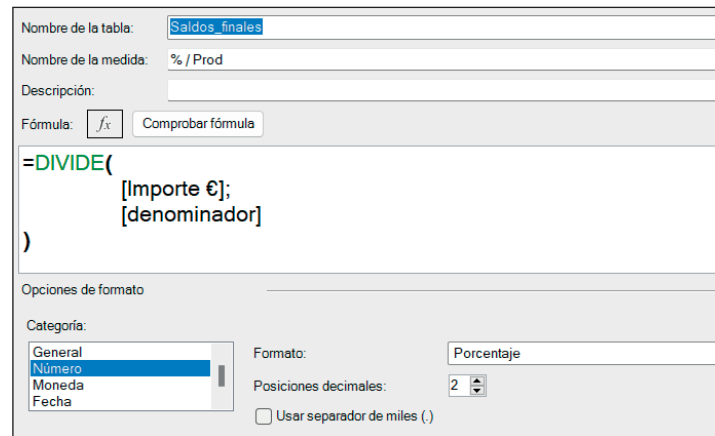 Nombre de la tabla: Saldos_finales
Nombre de la medida: % / Prod
Descripción:
Fórmula: fx Comprobar fórmula
=DIVIDE(
[Importe €];
[denominador]
)
Opciones de formato
Categoría:
General
Número
Moneda
Fecha
Formato: Porcentaje
Posiciones decimales: 2
Usar separador de miles (.)